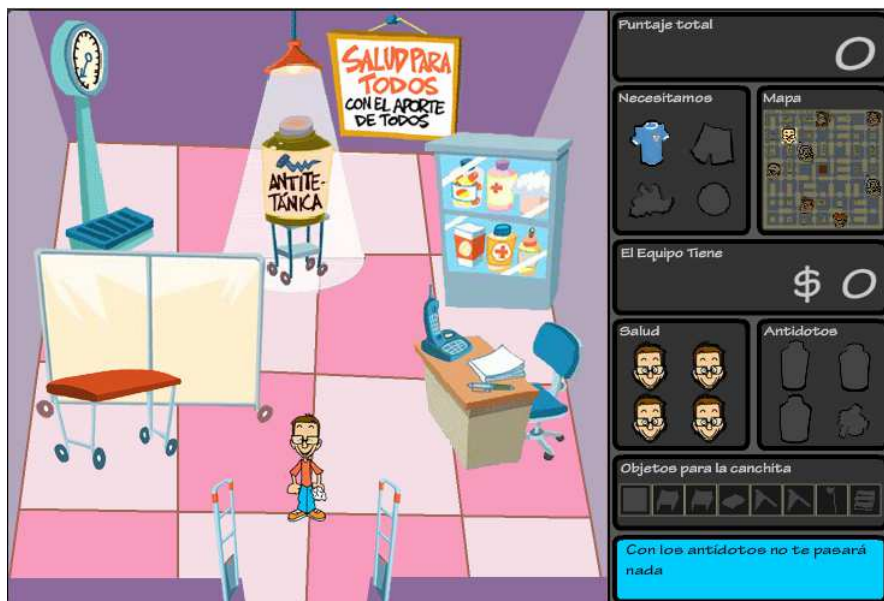 SALUD PARA
TODOS
CON EL APORTE
DE TODOS
ANTITE-
TÁNICA
Puntaje total
0
Necesitamos
Mapa
El Equipo Tiene
$ 0
Salud
Antidotos
Objetos para la canchita
Con los antídotos no te pasará
nada